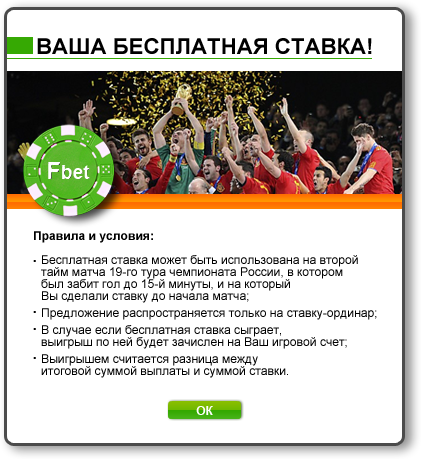 ВАША БЕСПЛАТНАЯ СТАВКА!
Fbet
Правила и условия:
• Бесплатная ставка может быть использована на второй
тайм матча 19-го тура чемпионата России, в котором
был забит гол до 15-й минуты, и на который
Вы сделали ставку до начала матча;
• Предложение распространяется только на ставку-ординар;
• В случае если бесплатная ставка сыграет,
выигрыш по ней будет зачислен на Ваш игровой счет;
• Выигрышем считается разница между
итоговой суммой выплаты и суммой ставки.
ОК